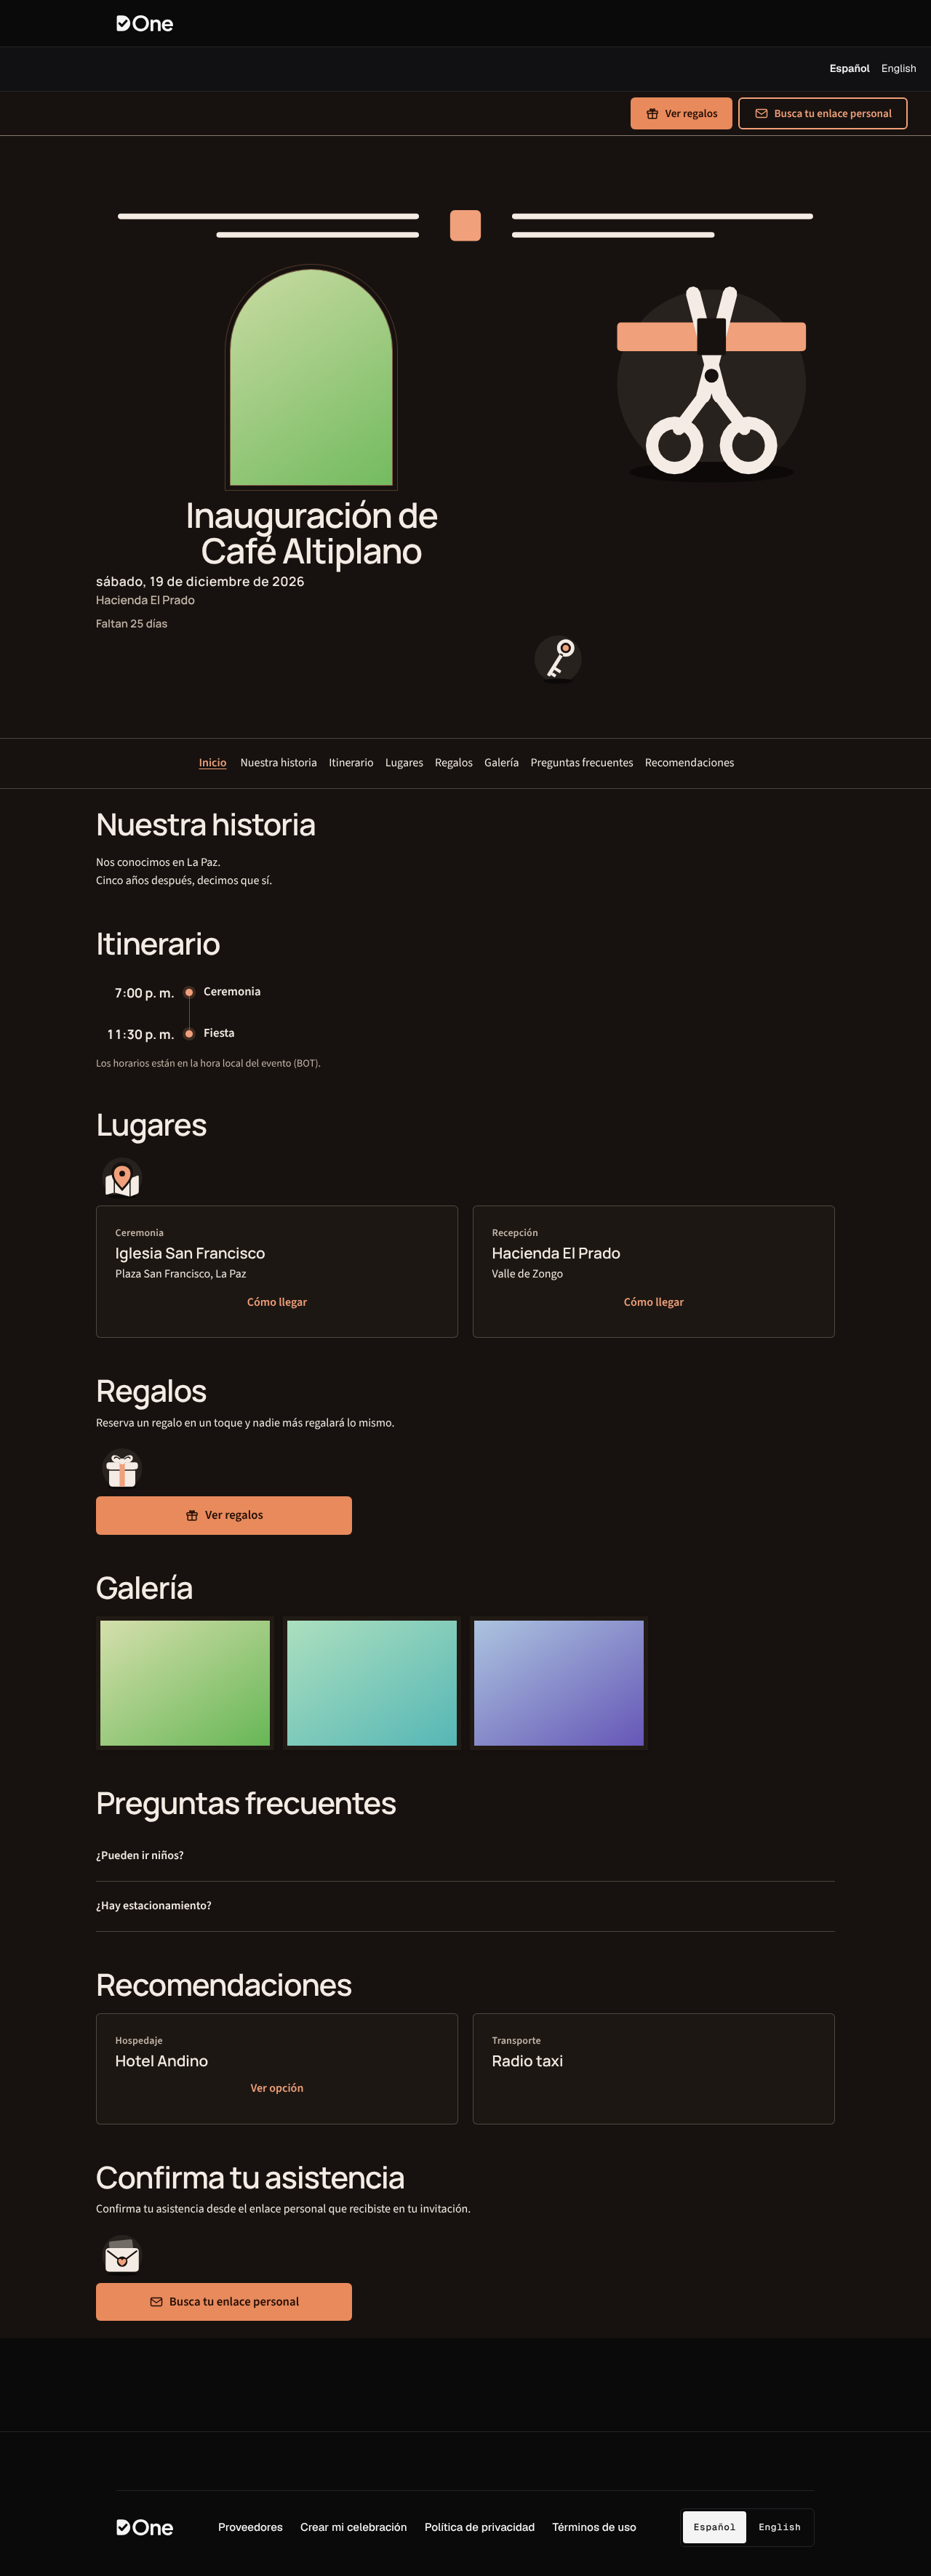 One
Español English
Ver regalos Busca tu enlace personal
Inauguración de
Café Altiplano
sábado, 19 de diciembre de 2026
Hacienda El Prado
Faltan 25 días
Inicio Nuestra historia Itinerario Lugares Regalos Galería Preguntas frecuentes Recomendaciones
Nuestra historia
Nos conocimos en La Paz.
Cinco años después, decimos que sí.
Itinerario
7:00 p. m. Ceremonia
11:30 p. m. Fiesta
Los horarios están en la hora local del evento (BOT).
Lugares
Ceremonia
Iglesia San Francisco
Plaza San Francisco, La Paz
Cómo llegar
Recepción
Hacienda El Prado
Valle de Zongo
Cómo llegar
Regalos
Reserva un regalo en un toque y nadie más regalará lo mismo.
Ver regalos
Galería
Preguntas frecuentes
¿Pueden ir niños?
¿Hay estacionamiento?
Recomendaciones
Hospedaje
Hotel Andino
Ver opción
Transporte
Radio taxi
Confirma tu asistencia
Confirma tu asistencia desde el enlace personal que recibiste en tu invitación.
Busca tu enlace personal
One
Proveedores Crear mi celebración Política de privacidad Términos de uso
Español English